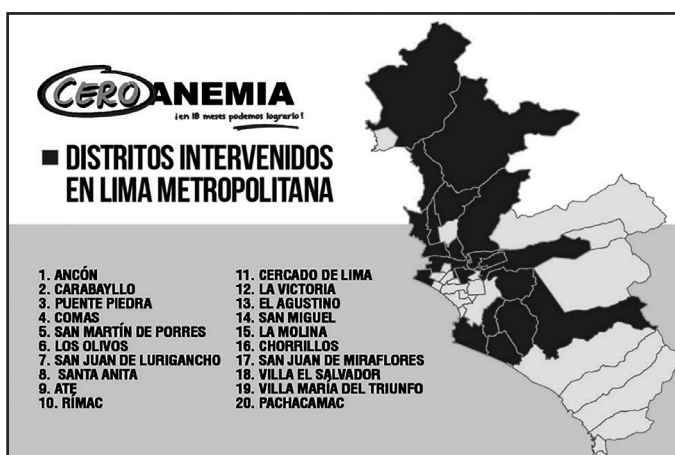 CERO ANEMIA
¡en 18 meses podemos lograrlo!
DISTRITOS INTERVENIDOS
EN LIMA METROPOLITANA
1. ANCÓN
2. CARABAYLLO
3. PUENTE PIEDRA
4. COMAS
5. SAN MARTÍN DE PORRES
6. LOS OLIVOS
7. SAN JUAN DE LURIGANCHO
8. SANTA ANITA
9. ATE
10. RÍMAC
11. CERCADO DE LIMA
12. LA VICTORIA
13. EL AGUSTINO
14. SAN MIGUEL
15. LA MOLINA
16. CHORRILLOS
17. SAN JUAN DE MIRAFLORES
18. VILLA EL SALVADOR
19. VILLA MARÍA DEL TRIUNFO
20. PACHACAMAC